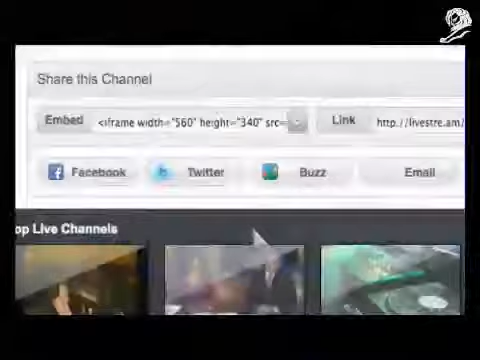 Share this Channel
Embed <iframe width="560" height="340" src= Link http://livestre.am/
Facebook Twitter Buzz Email
op Live Channels